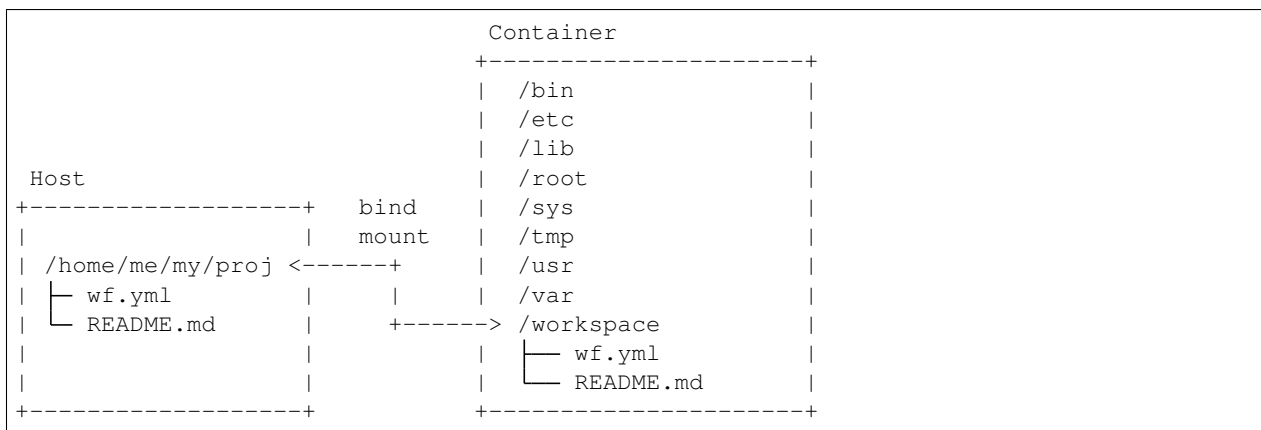 Container
                                +----------------------+
                                |  /bin                |
                                |  /etc                |
                                |  /lib                |
 Host                           |  /root               |
+-------------------+   bind    |  /sys                |
|                   |   mount   |  /tmp                |
| /home/me/my/proj <------+     |  /usr                |
| ├─ wf.yml         |     |     |  /var                |
| └─ README.md      |     +------> /workspace          |
|                   |           |  ├── wf.yml          |
|                   |           |  └── README.md       |
+-------------------+           +----------------------+